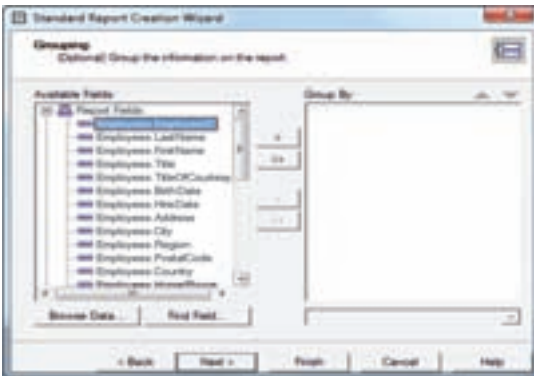 Standard Report Creation Wizard
Grouping
(Optional) Group the information on the report.
Available Fields:
Group By:
Report Fields
Employees.LastName
Employees.FirstName
Employees.Title
Employees.TitleOfCourtesy
Employees.BirthDate
Employees.HireDate
Employees.Address
Employees.City
Employees.Region
Employees.PostalCode
Employees.Country
Employees.HomePhone
>
>>
<
<<
Browse Data...
Find Field...
< Back
Next >
Finish
Cancel
Help